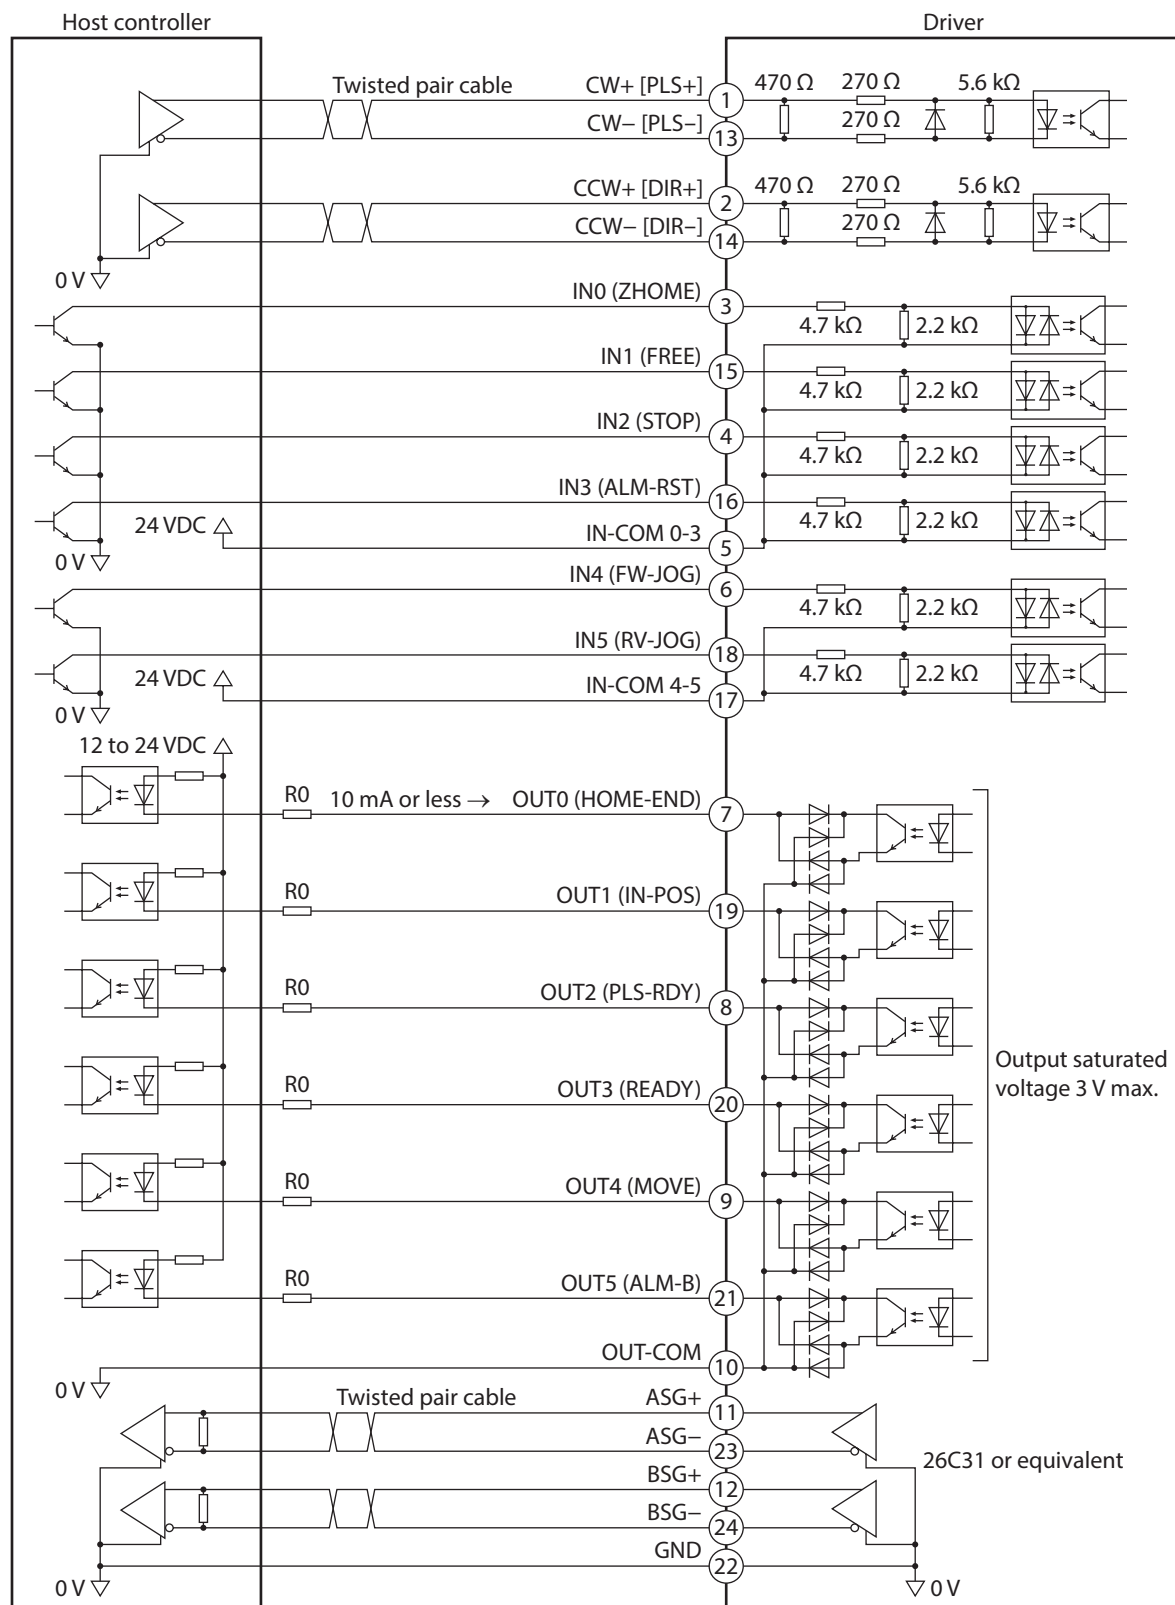 Host controller
Driver
Twisted pair cable
CW+ [PLS+]
1
470 Ω
270 Ω
5.6 kΩ
CW− [PLS−]
13
270 Ω
CCW+ [DIR+]
2
470 Ω
270 Ω
5.6 kΩ
CCW− [DIR−]
14
270 Ω
0 V
IN0 (ZHOME)
3
4.7 kΩ
2.2 kΩ
IN1 (FREE)
15
4.7 kΩ
2.2 kΩ
IN2 (STOP)
4
4.7 kΩ
2.2 kΩ
IN3 (ALM-RST)
16
4.7 kΩ
2.2 kΩ
24 VDC
IN-COM 0-3
5
0 V
IN4 (FW-JOG)
6
4.7 kΩ
2.2 kΩ
IN5 (RV-JOG)
18
4.7 kΩ
2.2 kΩ
24 VDC
IN-COM 4-5
17
0 V
12 to 24 VDC
R0
10 mA or less →
OUT0 (HOME-END)
7
R0
OUT1 (IN-POS)
19
R0
OUT2 (PLS-RDY)
8
Output saturated
voltage 3 V max.
R0
OUT3 (READY)
20
R0
OUT4 (MOVE)
9
R0
OUT5 (ALM-B)
21
OUT-COM
10
0 V
Twisted pair cable
ASG+
11
ASG−
23
26C31 or equivalent
BSG+
12
BSG−
24
GND
22
0 V
0 V